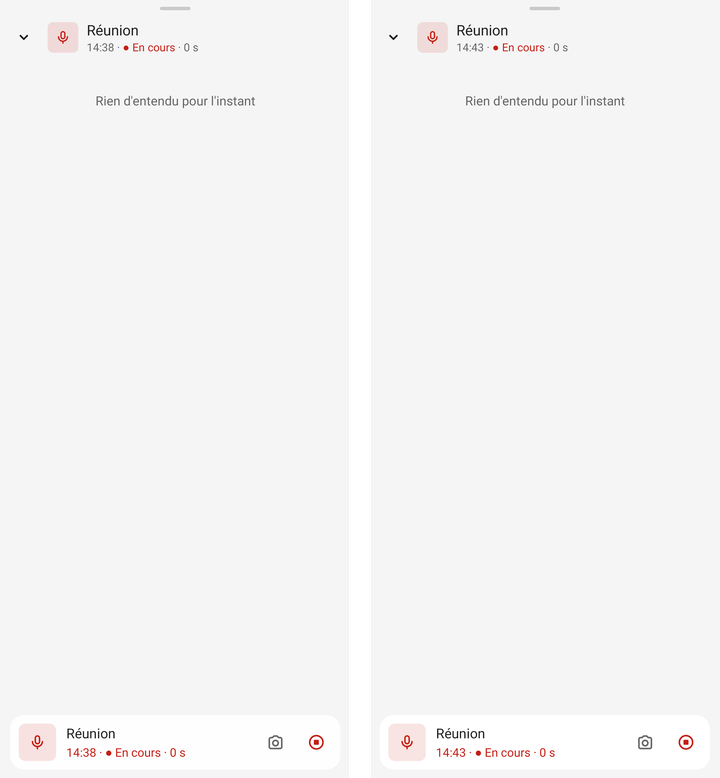 Réunion
14:38 · ● En cours · 0 s
Rien d'entendu pour l'instant
Réunion
14:38 · ● En cours · 0 s
Réunion
14:43 · ● En cours · 0 s
Rien d'entendu pour l'instant
Réunion
14:43 · ● En cours · 0 s